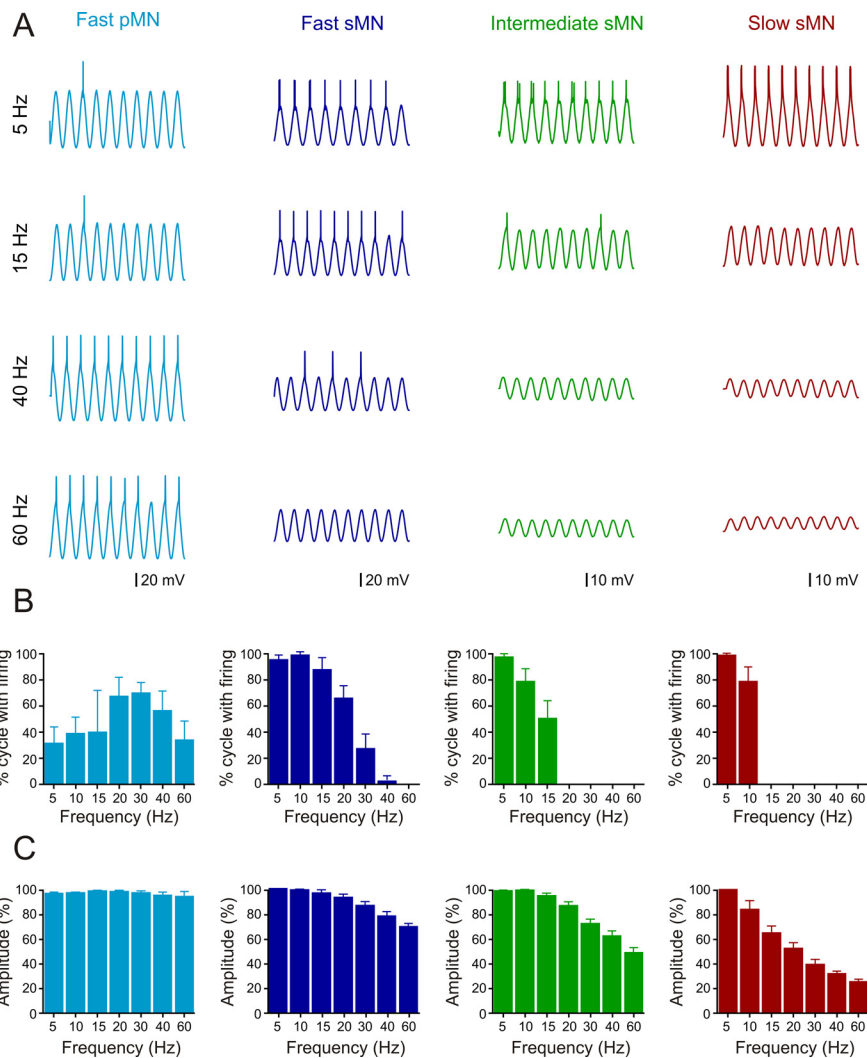 A
Fast pMN Fast sMN Intermediate sMN Slow sMN
5 Hz
15 Hz
40 Hz
60 Hz
20 mV 20 mV 10 mV 10 mV
B
% cycle with firing % cycle with firing % cycle with firing % cycle with firing
100 100 100 100
80 80 80 80
60 60 60 60
40 40 40 40
20 20 20 20
0 0 0 0
5 10 15 20 30 40 60 5 10 15 20 30 40 60 5 10 15 20 30 40 60 5 10 15 20 30 40 60
Frequency (Hz) Frequency (Hz) Frequency (Hz) Frequency (Hz)
C
Amplitude (%) Amplitude (%) Amplitude (%) Amplitude (%)
100 100 100 100
80 80 80 80
60 60 60 60
40 40 40 40
20 20 20 20
0 0 0 0
5 10 15 20 30 40 60 5 10 15 20 30 40 60 5 10 15 20 30 40 60 5 10 15 20 30 40 60
Frequency (Hz) Frequency (Hz) Frequency (Hz) Frequency (Hz)